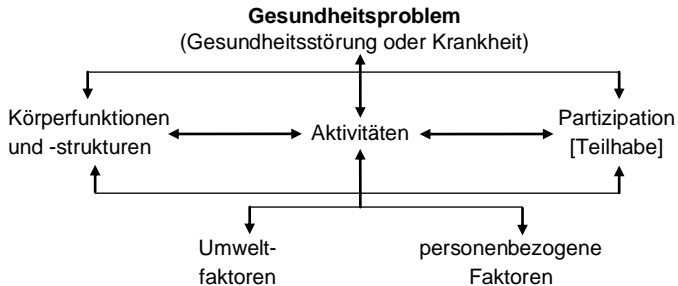 Gesundheitsproblem
(Gesundheitsstörung oder Krankheit)
Körperfunktionen
und -strukturen
Aktivitäten
Partizipation
[Teilhabe]
Umwelt-
faktoren
personenbezogene
Faktoren